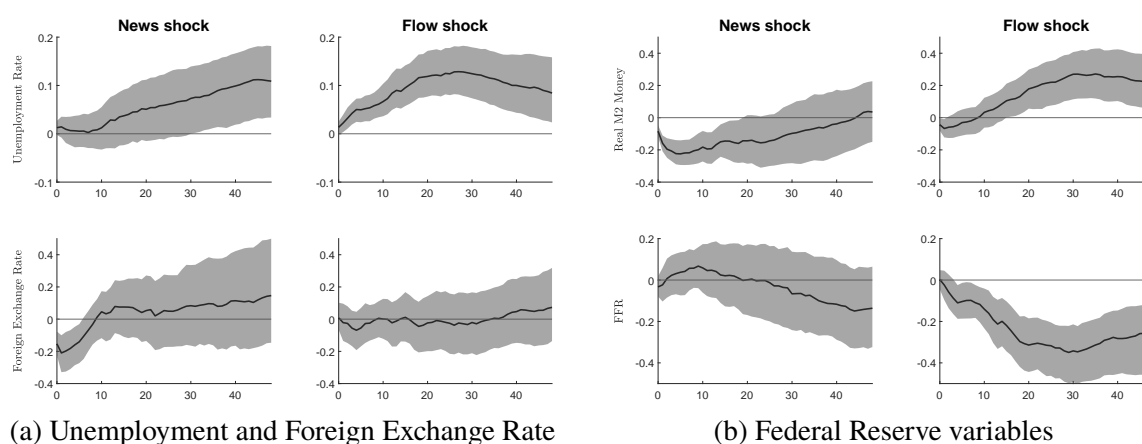 News shock
Flow shock
Unemployment Rate
0.2
0.1
0
-0.1
0 10 20 30 40
0.2
0.1
0
-0.1
0 10 20 30 40
Foreign Exchange Rate
0.4
0.2
0
-0.2
-0.4
0 10 20 30 40
0.4
0.2
0
-0.2
-0.4
0 10 20 30 40
(a) Unemployment and Foreign Exchange Rate
News shock
Flow shock
Real M2 Money
0.4
0.2
0
-0.2
-0.4
0 10 20 30 40
0.4
0.2
0
-0.2
-0.4
0 10 20 30 40
FFR
0.2
0
-0.2
-0.4
0 10 20 30 40
0.2
0
-0.2
-0.4
0 10 20 30 40
(b) Federal Reserve variables